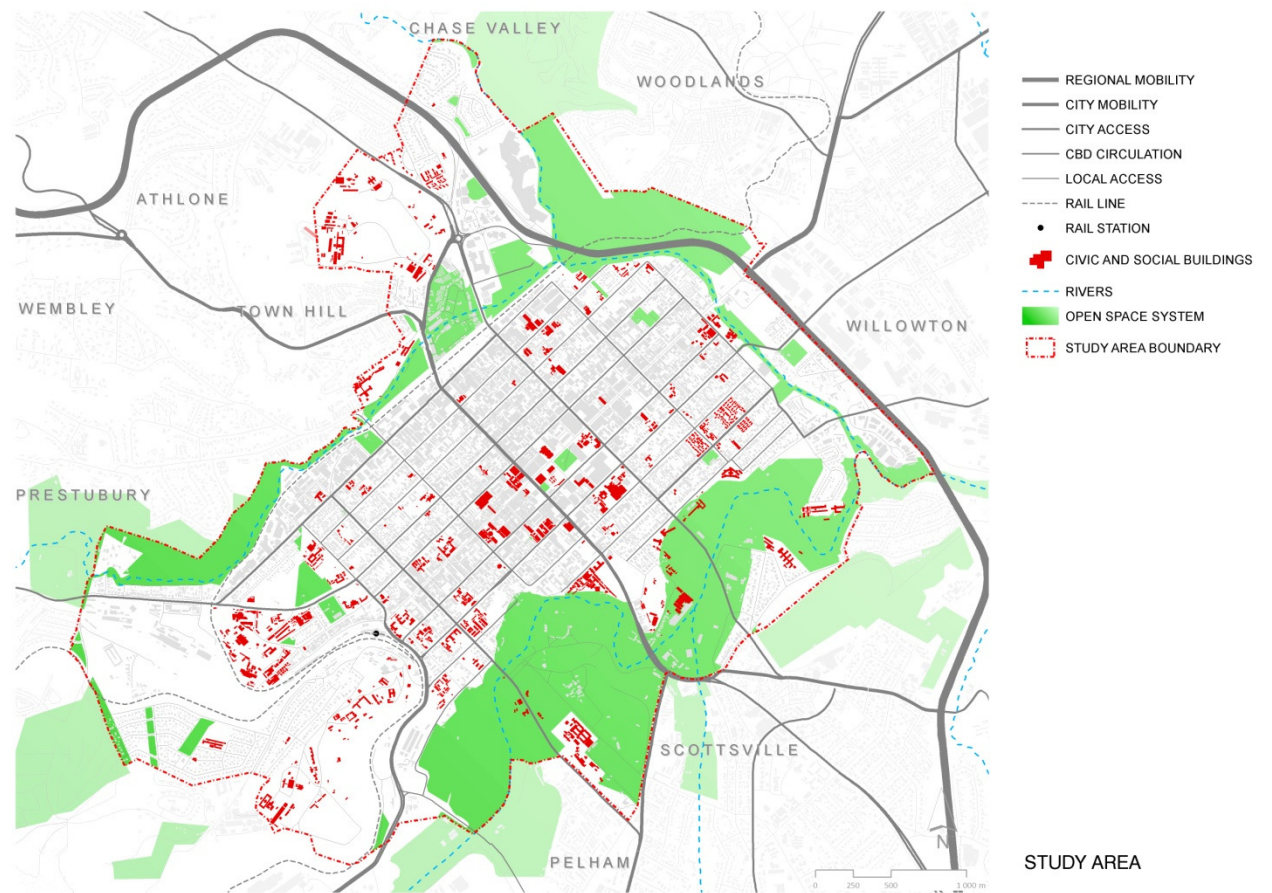 CHASE VALLEY
WOODLANDS
ATHLONE
WEMBLEY
TOWN HILL
WILLOWTON
PRESTUBURY
SCOTTSVILLE
PELHAM
N
0 250 500 1 000 m
REGIONAL MOBILITY
CITY MOBILITY
CITY ACCESS
CBD CIRCULATION
LOCAL ACCESS
RAIL LINE
RAIL STATION
CIVIC AND SOCIAL BUILDINGS
RIVERS
OPEN SPACE SYSTEM
STUDY AREA BOUNDARY
STUDY AREA